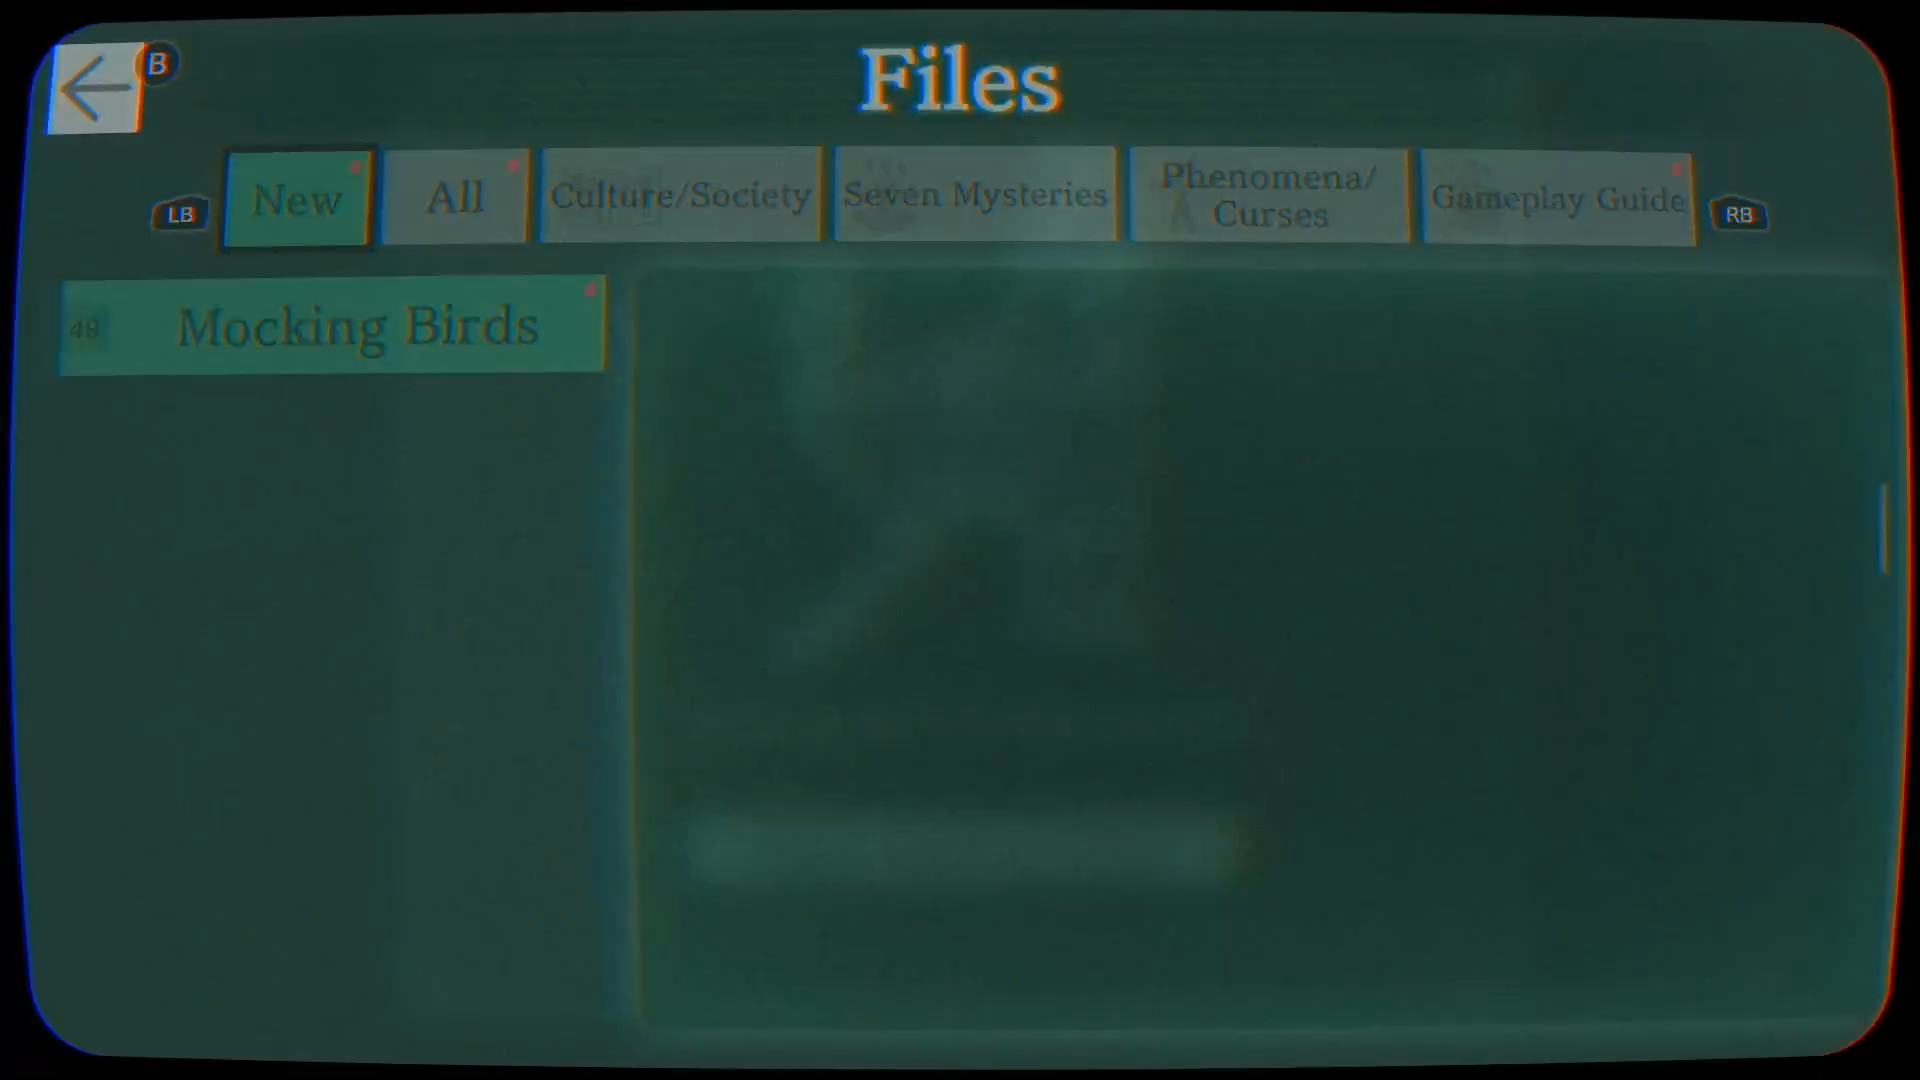 B
Files
LB
New
All
Culture/Society
Seven Mysteries
Phenomena/
Curses
Gameplay Guide
RB
48
Mocking Birds